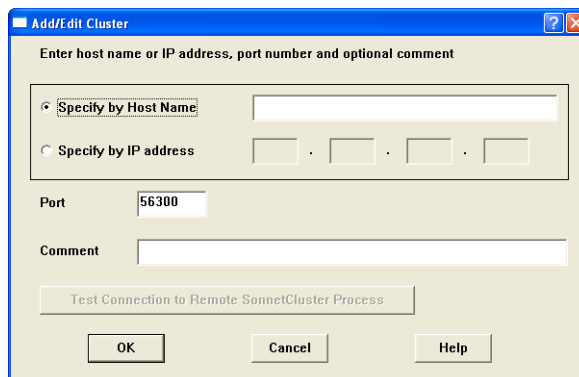 Add/Edit Cluster
Enter host name or IP address, port number and optional comment
Specify by Host Name
Specify by IP address . . .
Port 56300
Comment
Test Connection to Remote SonnetCluster Process
OK Cancel Help